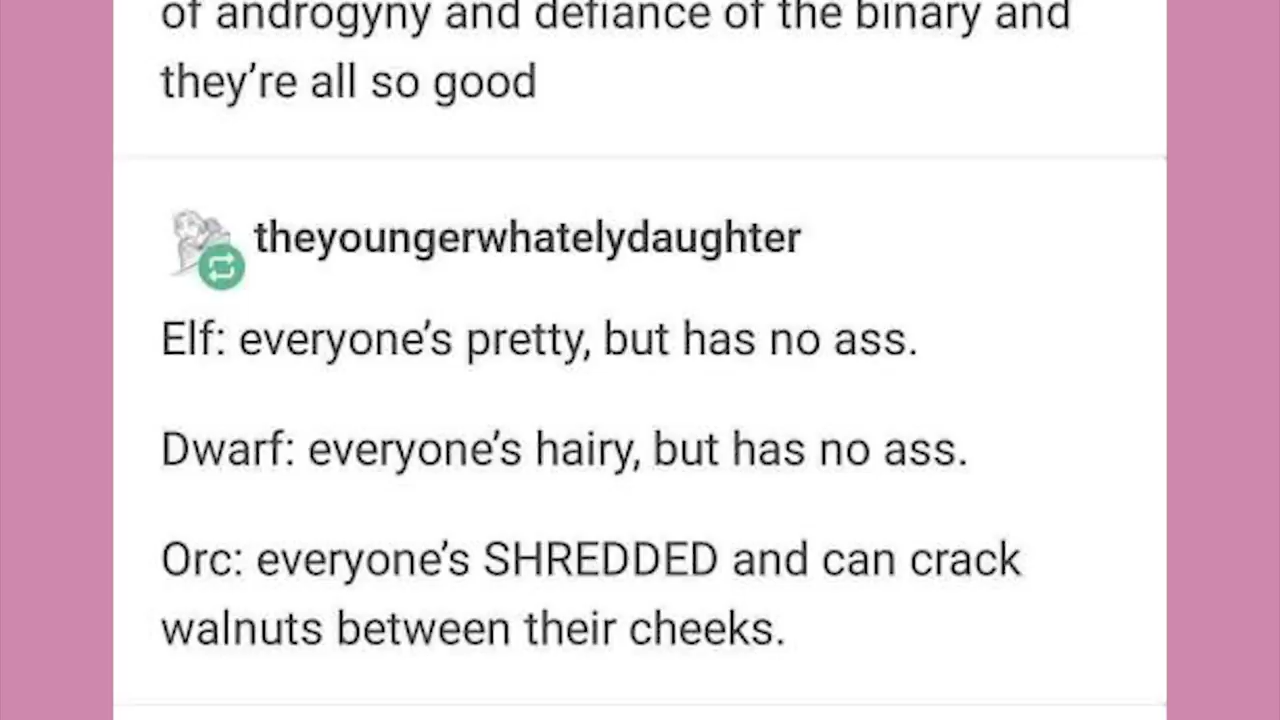 of androgyny and defiance of the binary and
they’re all so good
theyoungerwhatelydaughter
Elf: everyone’s pretty, but has no ass.
Dwarf: everyone’s hairy, but has no ass.
Orc: everyone’s SHREDDED and can crack
walnuts between their cheeks.